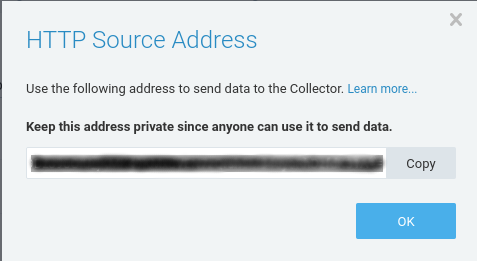 HTTP Source Address
Use the following address to send data to the Collector. Learn more...
Keep this address private since anyone can use it to send data.
Copy
OK